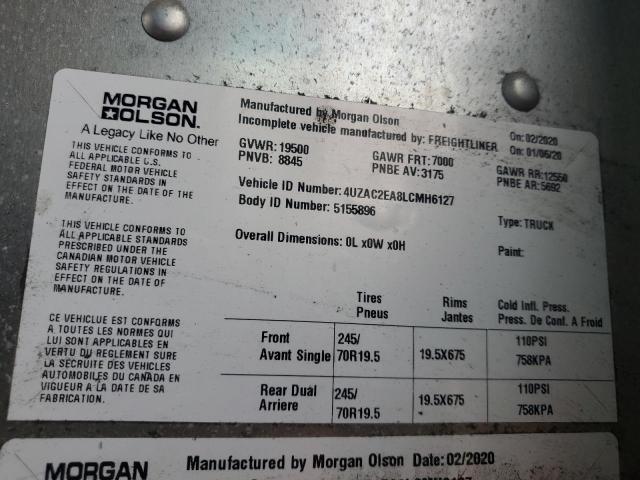 MORGAN
OLSON.
A Legacy Like No Other
THIS VEHICLE CONFORMS TO
ALL APPLICABLE U.S.
FEDERAL MOTOR VEHICLE
SAFETY STANDARDS IN
EFFECT ON THE DATE OF
MANUFACTURE.
THIS VEHICLE CONFORMS TO
ALL APPLICABLE STANDARDS
PRESCRIBED UNDER THE
CANADIAN MOTOR VEHICLE
SAFETY REGULATIONS IN
EFFECT ON THE DATE OF
MANUFACTURE.
CE VEHICLUE EST CONFORMS
A TOUTES LES NORMES QUI
LUI SONT APPLICABLES EN
VERTU DU REGLEMENT SURE
LA SECRUITE DES VEHICLES
AUTOMOBILES DU CANADA EN
VIGUEUR A LA DATE DE SA
FABRICATION.
Manufactured by Morgan Olson On: 02/2020
Incomplete vehicle manufactured by: FREIGHTLINER On: 01/06/20
GVWR: 19500 GAWR FRT: 7000 GAWR RR: 12550
PNVB: 8845 PNBE AV: 3175 PNBE AR: 5692
Vehicle ID Number: 4UZAC2EA8LCMH6127
Body ID Number: 5155896 Type: TRUCK
Overall Dimensions: 0L x0W x0H Paint:
Tires Rims Cold Infl. Press.
Pneus Jantes Press. De Conf. A Froid
Front 245/ 110PSI
Avant Single 70R19.5 19.5X675 758KPA
Rear Dual 245/ 19.5X675 110PSI
Arriere 70R19.5 758KPA
MORGAN Manufactured by Morgan Olson Date: 02/2020